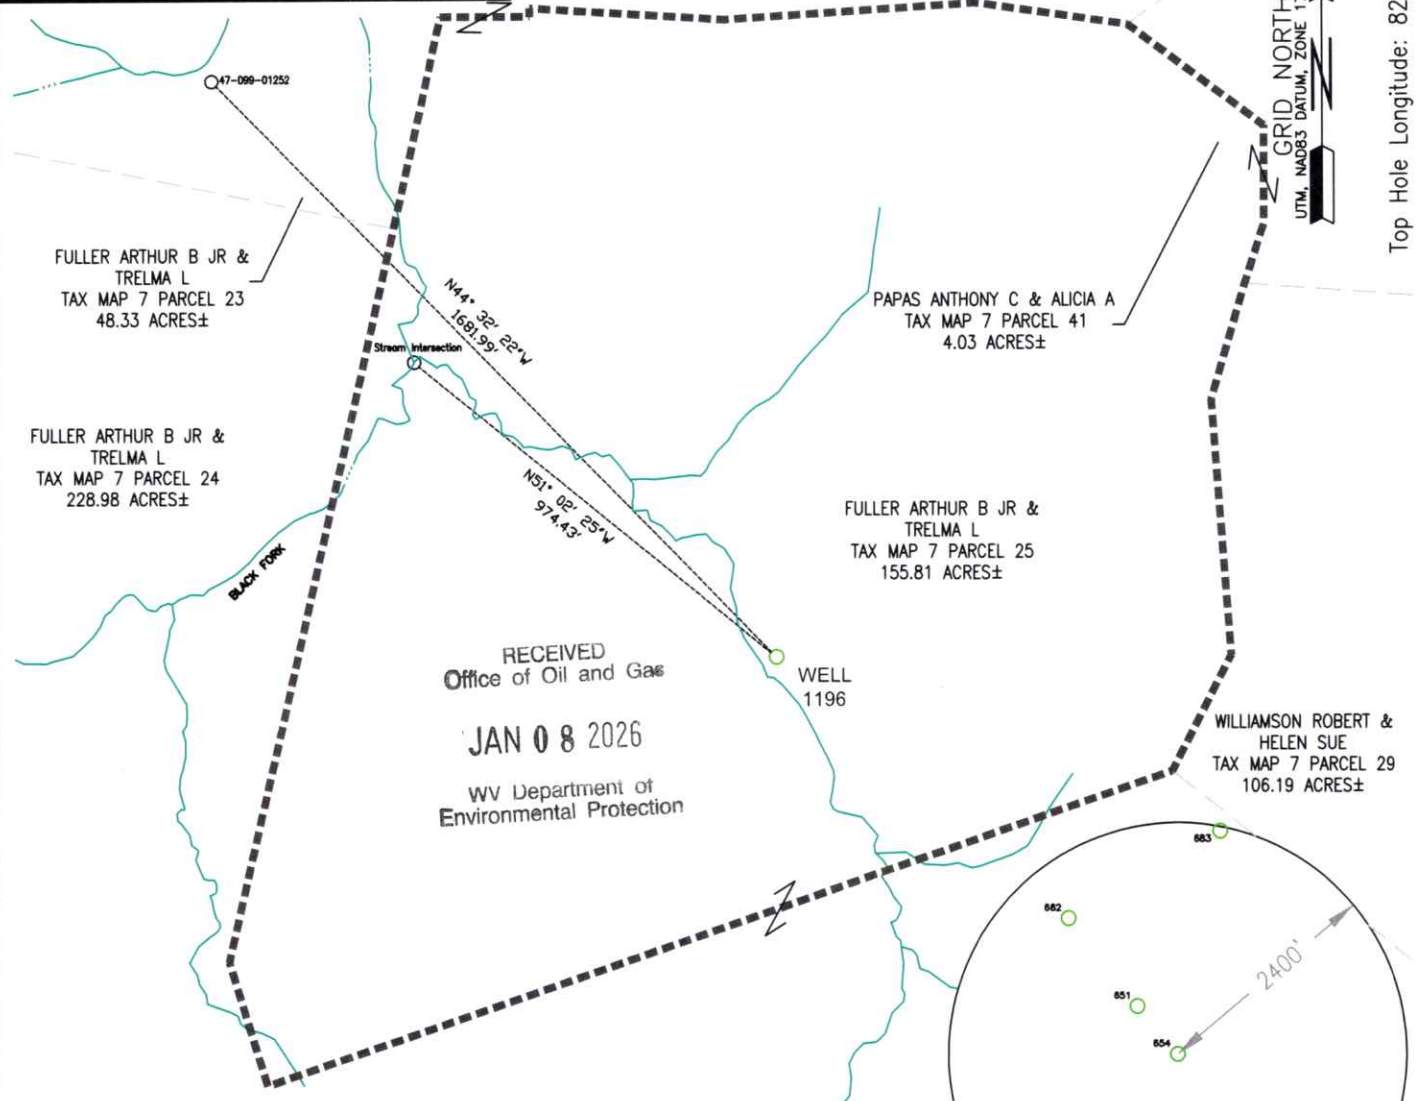 47-099-01252
FULLER ARTHUR B JR &
TRELMA L
TAX MAP 7 PARCEL 23
48.33 ACRES±
N44° 32' 22"W
1681.99'
Stream Intersection
FULLER ARTHUR B JR &
TRELMA L
TAX MAP 7 PARCEL 24
228.98 ACRES±
N51° 02' 25"W
974.43'
BLACK FORK
PAPAS ANTHONY C & ALICIA A
TAX MAP 7 PARCEL 41
4.03 ACRES±
GRID NORTH
UTM, NAD83 DATUM, ZONE
N
Top Hole Longitude: 82
FULLER ARTHUR B JR &
TRELMA L
TAX MAP 7 PARCEL 25
155.81 ACRES±
RECEIVED
Office of Oil and Gas
JAN 08 2026
WV Department of
Environmental Protection
WELL
1196
WILLIAMSON ROBERT &
HELEN SUE
TAX MAP 7 PARCEL 29
106.19 ACRES±
683
682
651
654
2400'